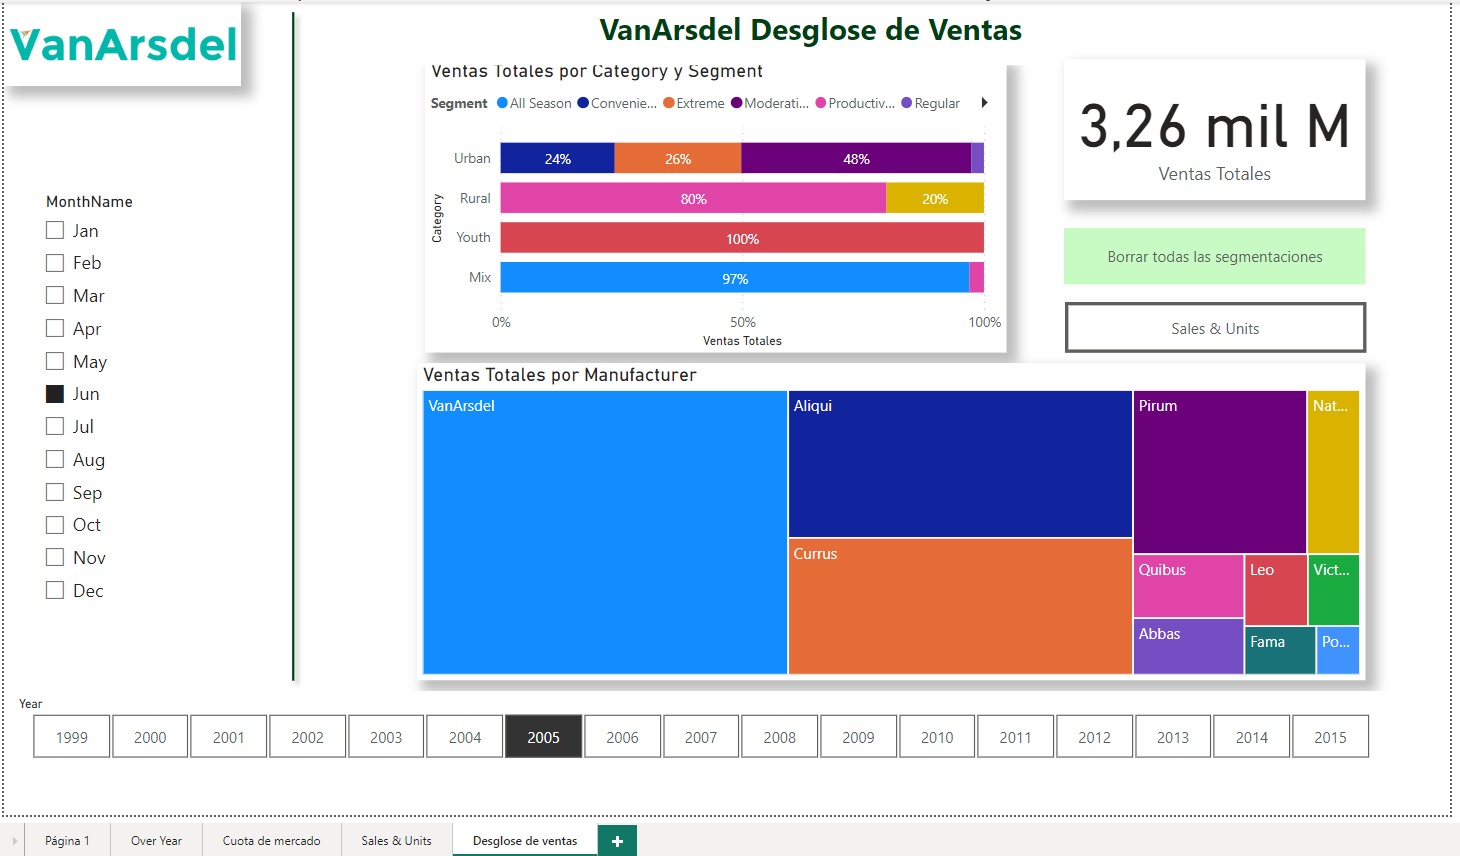 VanArsdel
VanArsdel Desglose de Ventas
Ventas Totales por Category y Segment
Segment All Season Convenie... Extreme Moderati... Productiv... Regular
Urban 24% 26% 48%
Rural 80% 20%
Youth 100%
Mix 97%
Category
0% 50% 100%
Ventas Totales
3,26 mil M
Ventas Totales
Borrar todas las segmentaciones
Sales & Units
MonthName
Jan
Feb
Mar
Apr
May
Jun
Jul
Aug
Sep
Oct
Nov
Dec
Ventas Totales por Manufacturer
VanArsdel
Aliqui
Currus
Pirum
Nat...
Quibus
Leo
Vict...
Abbas
Fama
Po...
Year
1999 2000 2001 2002 2003 2004 2005 2006 2007 2008 2009 2010 2011 2012 2013 2014 2015
Página 1 Over Year Cuota de mercado Sales & Units Desglose de ventas +